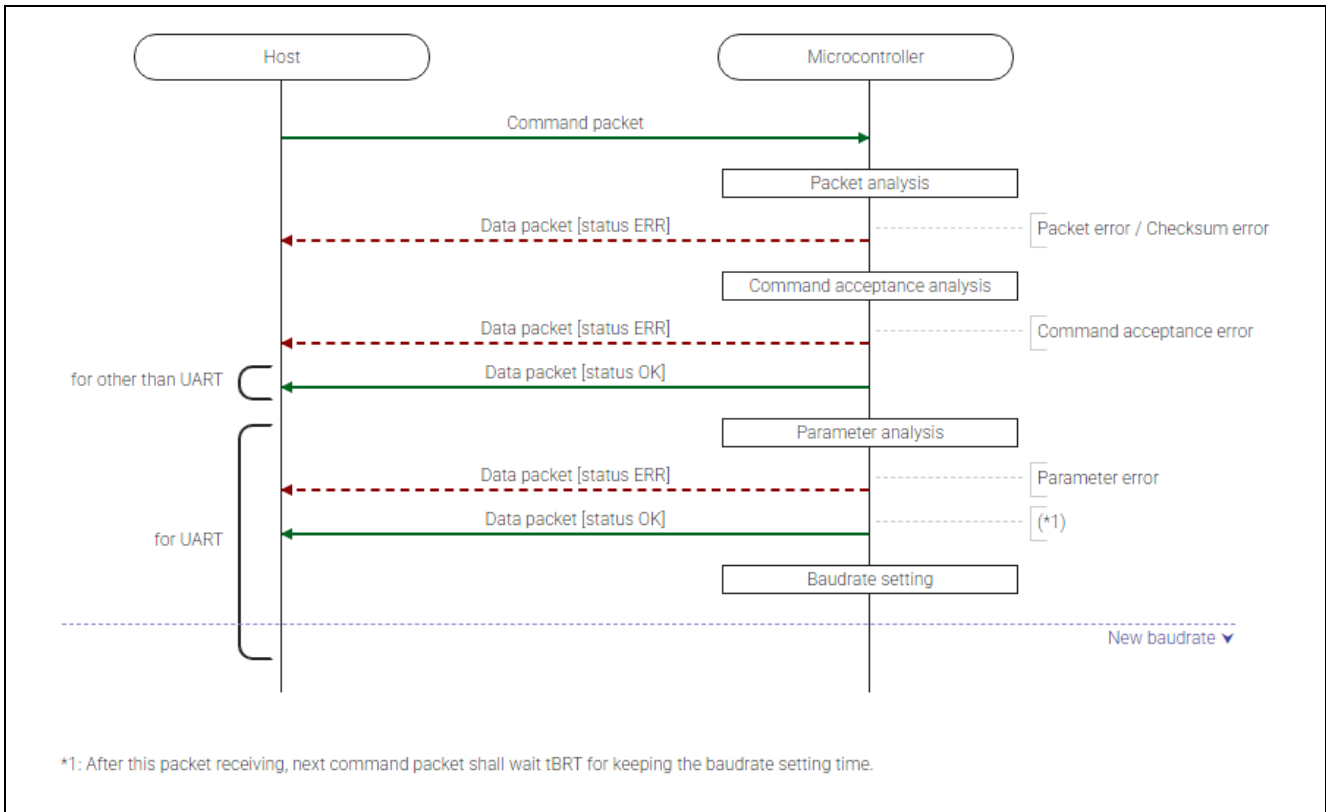 Host
Microcontroller
Command packet
Packet analysis
Data packet [status ERR]
Packet error / Checksum error
Command acceptance analysis
Data packet [status ERR]
Command acceptance error
for other than UART
Data packet [status OK]
Parameter analysis
Data packet [status ERR]
Parameter error
Data packet [status OK]
(*1)
for UART
Baudrate setting
New baudrate
*1: After this packet receiving, next command packet shall wait tBRT for keeping the baudrate setting time.